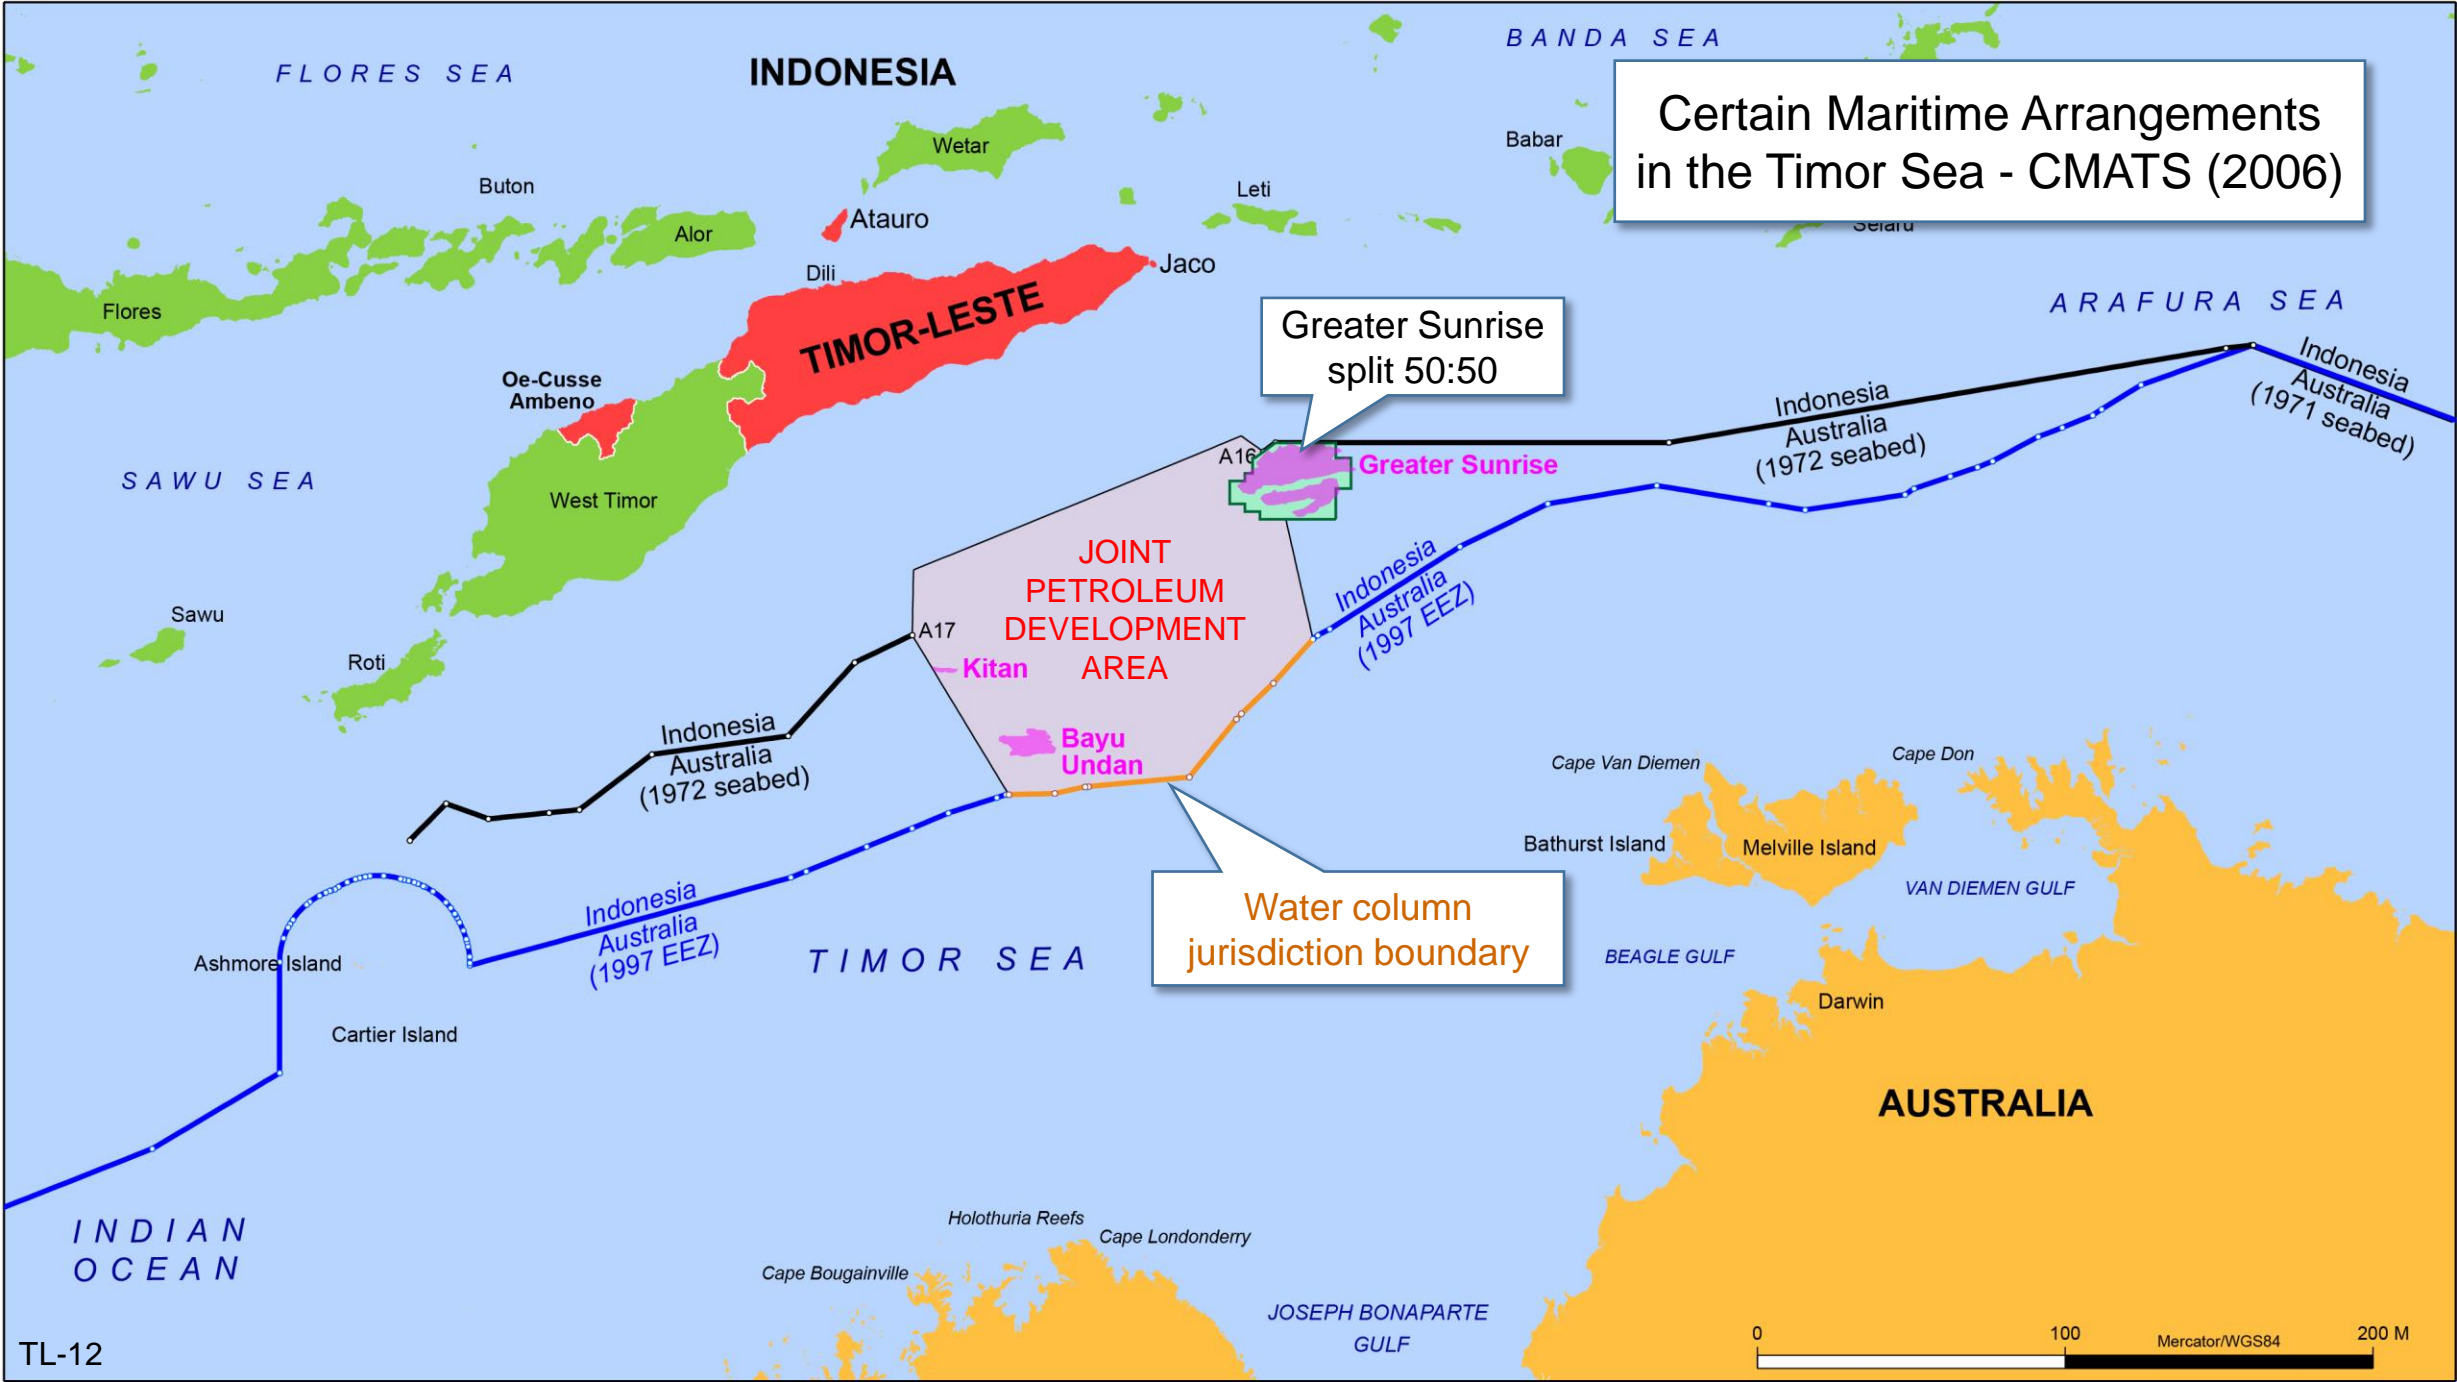 FLORES SEA
INDONESIA
BANDA SEA
Certain Maritime Arrangements
in the Timor Sea - CMATS (2006)
Wetar
Babar
Buton
Leti
Alor
Atauro
Selaru
Dili
Jaco
Flores
TIMOR-LESTE
ARAFURA SEA
Greater Sunrise
split 50:50
Oe-Cusse
Ambeno
Indonesia
Australia
(1971 seabed)
Indonesia
Australia
(1972 seabed)
A16
Greater Sunrise
SAWU SEA
West Timor
JOINT
PETROLEUM
DEVELOPMENT
AREA
Indonesia
Australia
(1997 EEZ)
Sawu
A17
Roti
Kitan
Indonesia
Australia
(1972 seabed)
Bayu
Undan
Cape Van Diemen
Cape Don
Bathurst Island
Melville Island
VAN DIEMEN GULF
Water column
jurisdiction boundary
Indonesia
Australia
(1997 EEZ)
TIMOR SEA
BEAGLE GULF
Ashmore Island
Darwin
Cartier Island
AUSTRALIA
INDIAN
OCEAN
Holothuria Reefs
Cape Londonderry
Cape Bougainville
JOSEPH BONAPARTE
GULF
TL-12
0
100
200 M
Mercator/WGS84